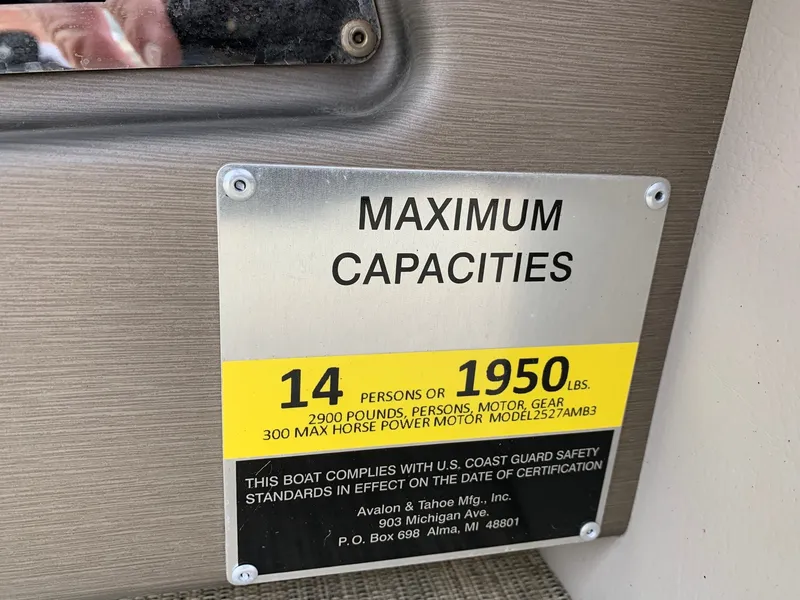 MAXIMUM
CAPACITIES
14 PERSONS OR 1950 LBS.
2900 POUNDS, PERSONS, MOTOR, GEAR
300 MAX HORSE POWER MOTOR MODEL2527AMB3
THIS BOAT COMPLIES WITH U.S. COAST GUARD SAFETY
STANDARDS IN EFFECT ON THE DATE OF CERTIFICATION
Avalon & Tahoe Mfg., Inc.
903 Michigan Ave.
P.O. Box 698 Alma, MI 48801